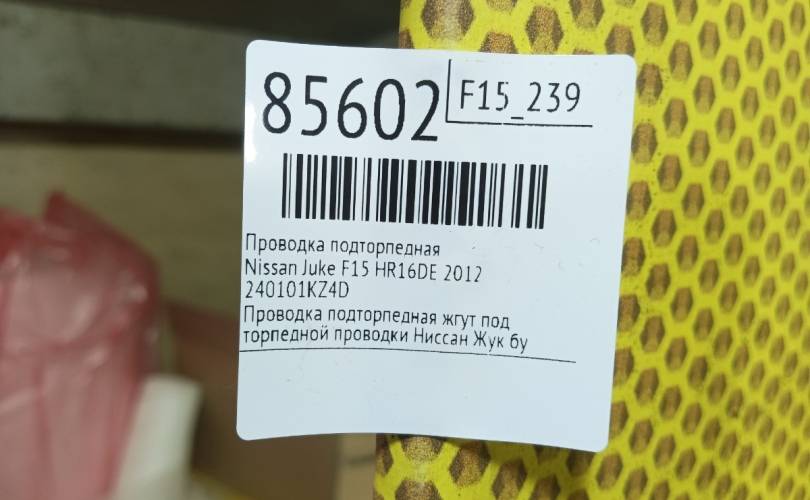 85602
F15_239
Проводка подторпедная
Nissan Juke F15 HR16DE 2012
240101KZ4D
Проводка подторпедная жгут под
торпедной проводки Ниссан Жук бу